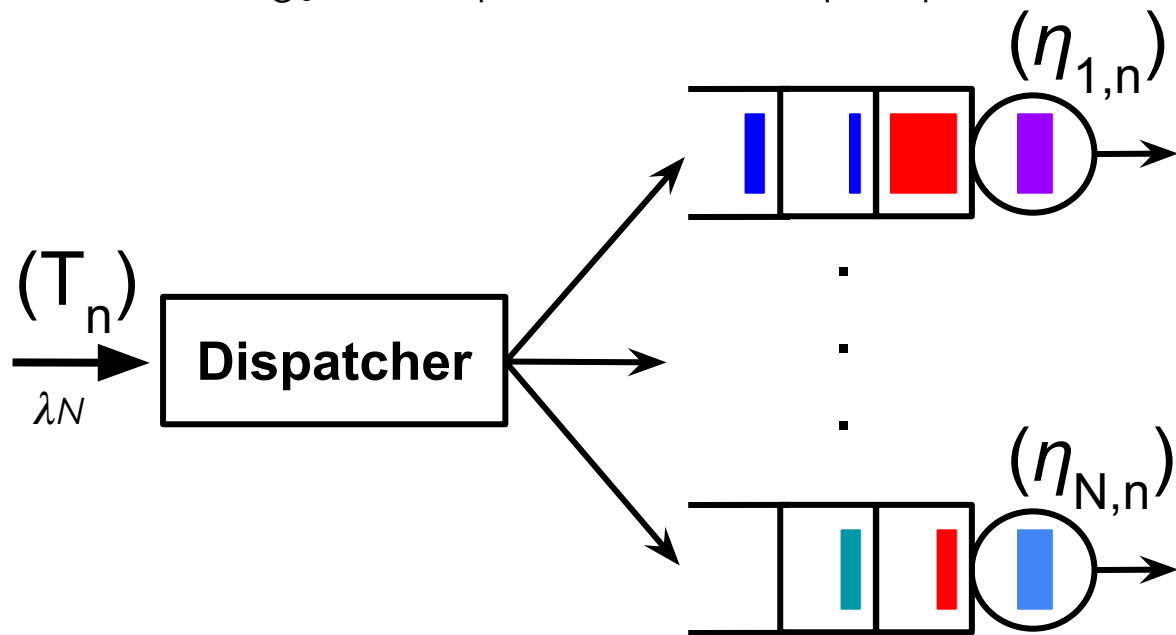 (η1,n)
(Tn)
Dispatcher
λN
(ηN,n)